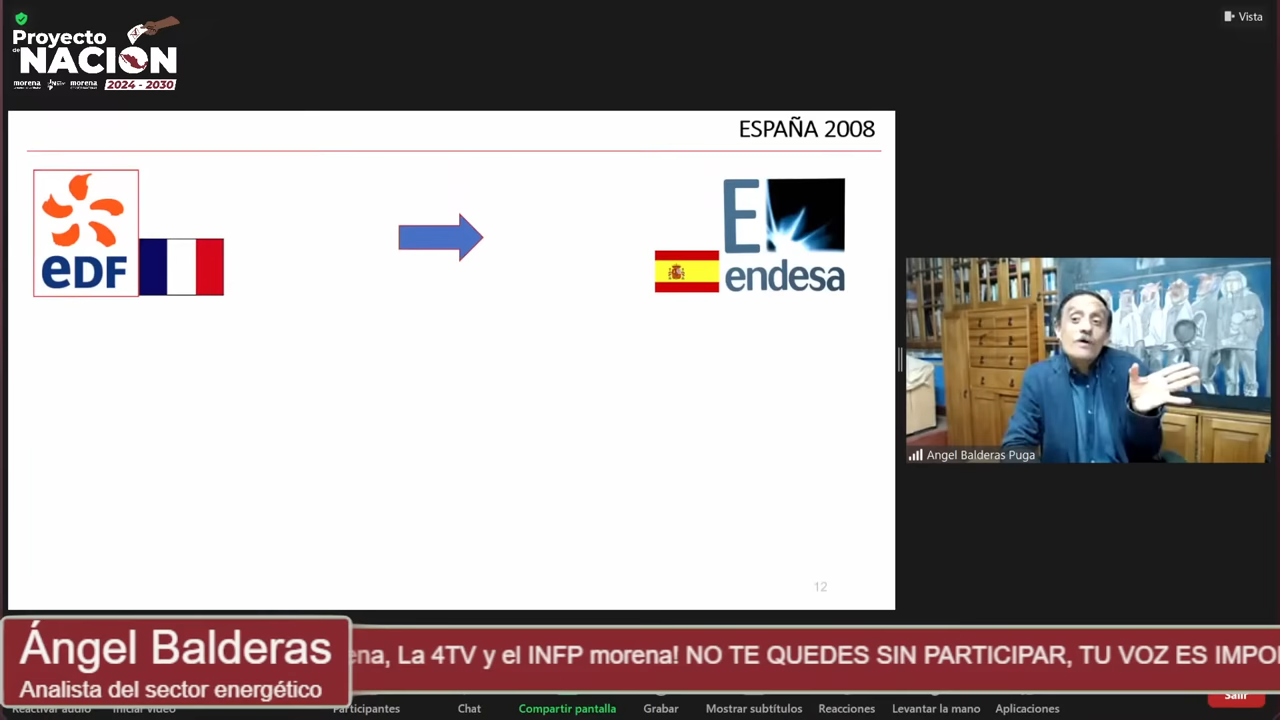 Proyecto
de NACIÓN
morena morena 2024 - 2030
Vista
ESPAÑA 2008
eDF
E
endesa
Angel Balderas Puga
12
Ángel Balderas
Analista del sector energético
ena, La 4TV y el INFP morena! NO TE QUEDES SIN PARTICIPAR, TU VOZ ES IMPO
Reactivar audio Iniciar video Participantes Chat Compartir pantalla Grabar Mostrar subtítulos Reacciones Levantar la mano Aplicaciones Salir